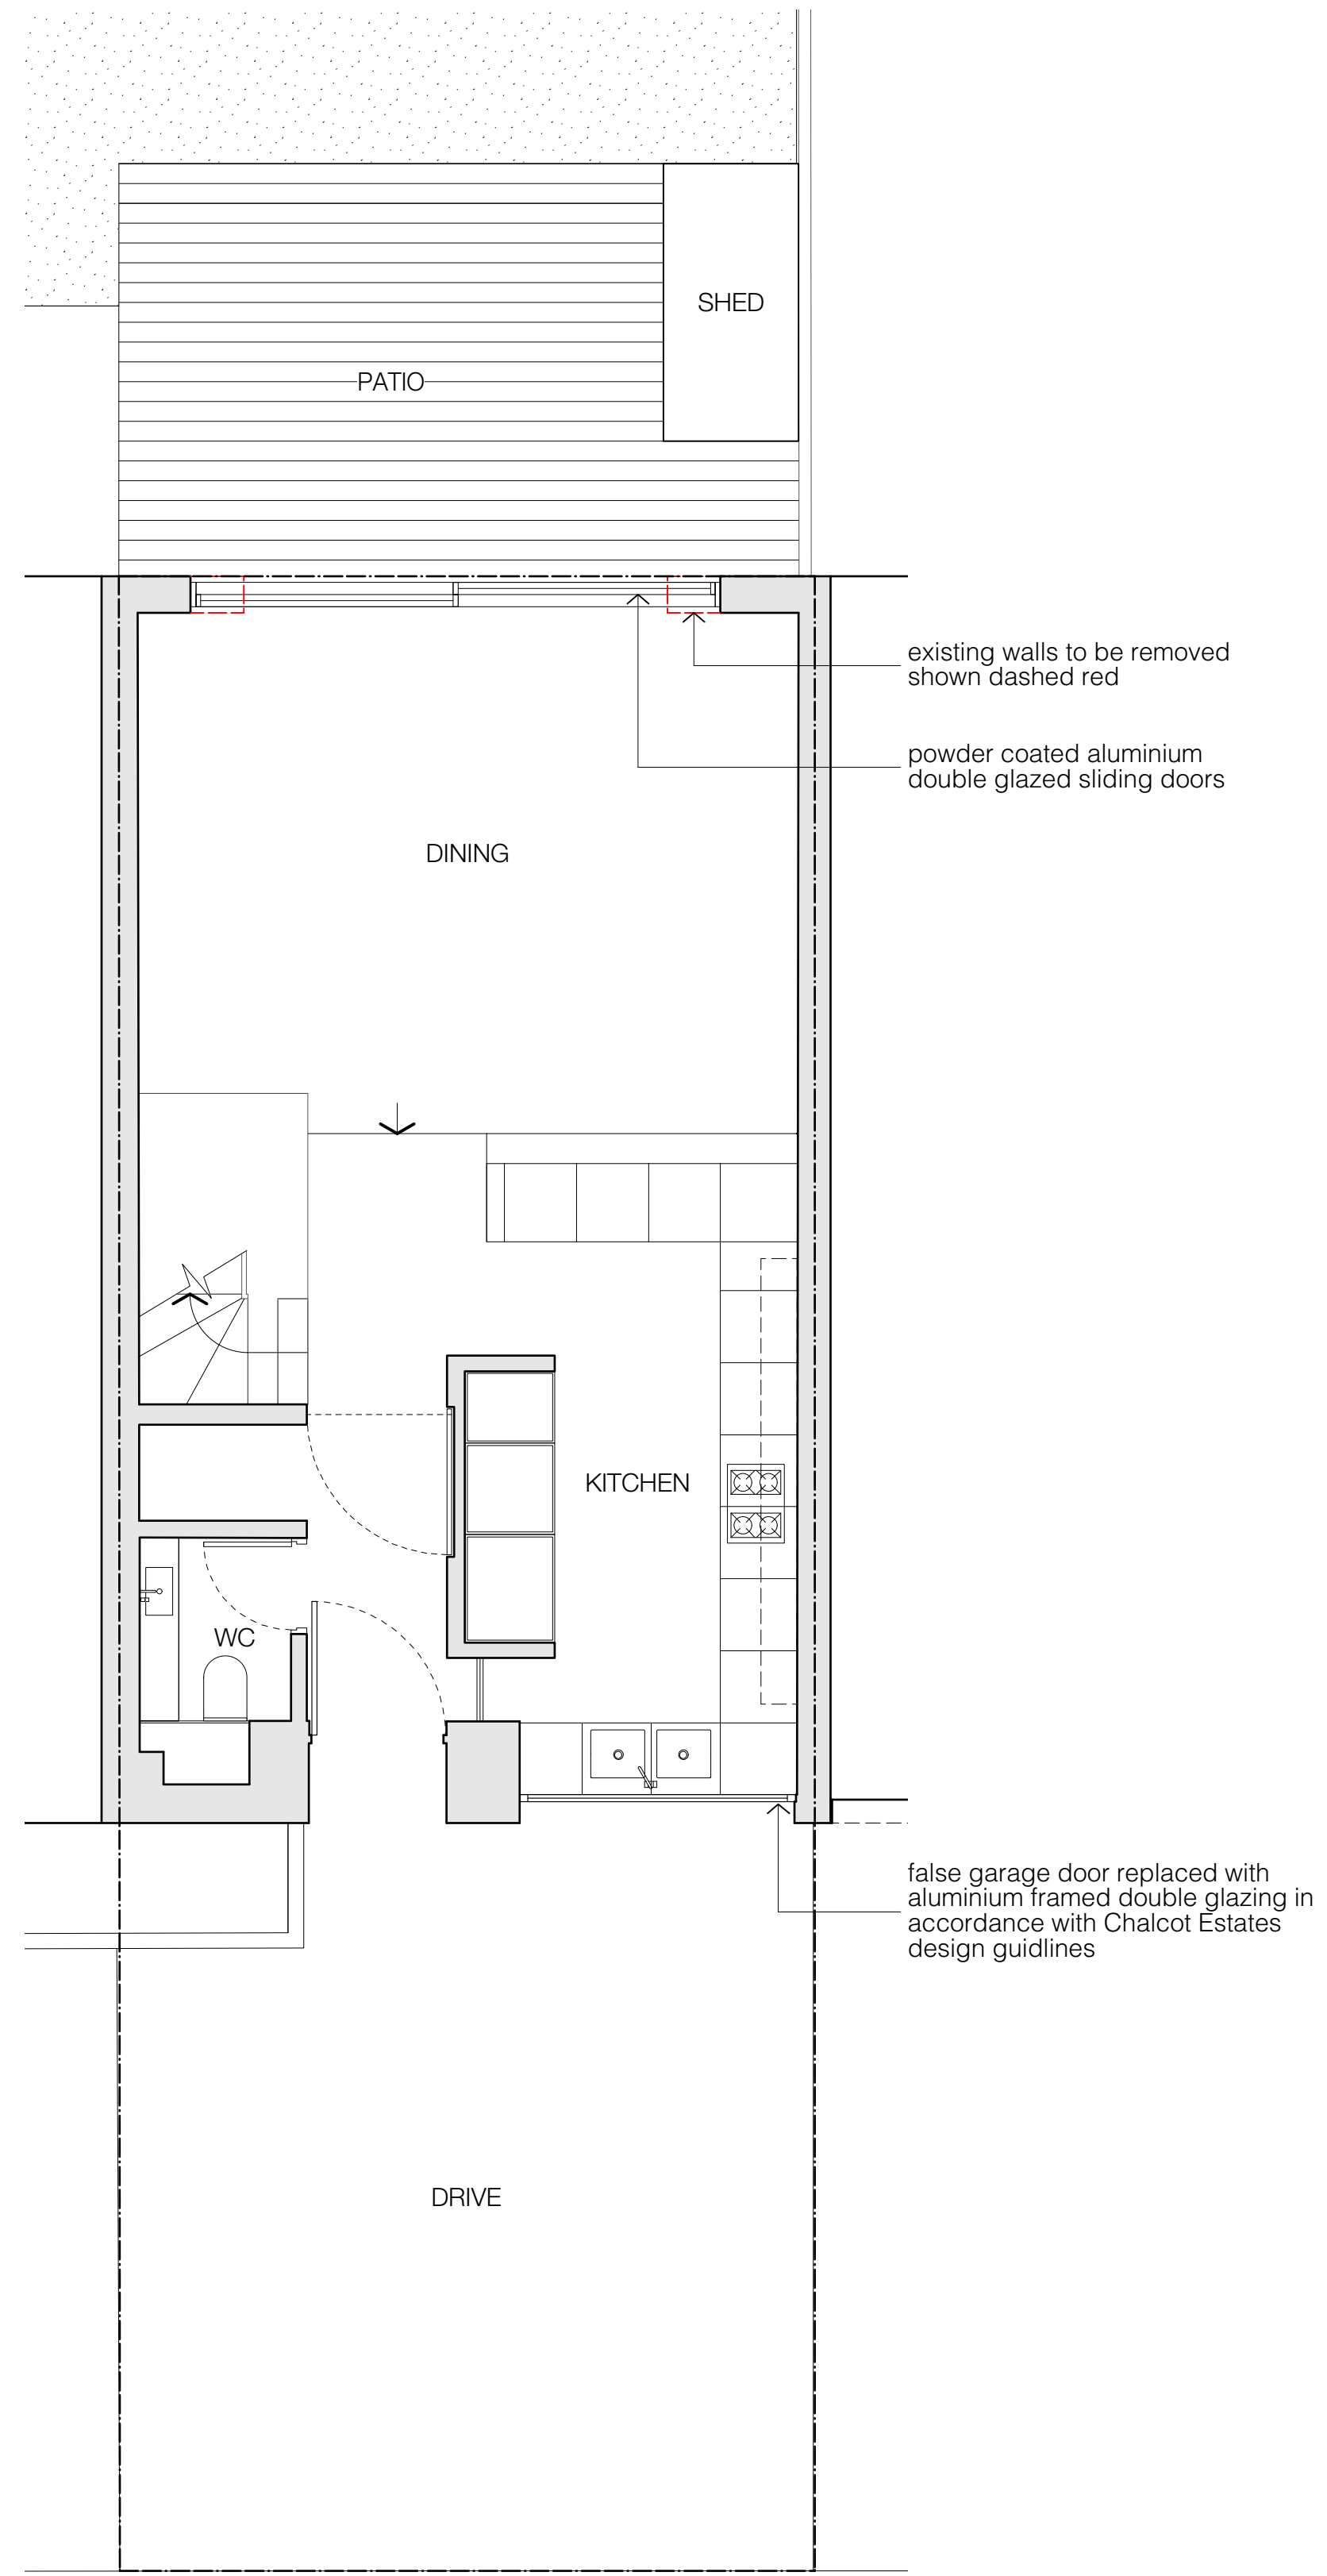 SHED
PATIO
existing walls to be removed
shown dashed red
powder coated aluminium
double glazed sliding doors
DINING
KITCHEN
WC
false garage door replaced with
aluminium framed double glazing in
accordance with Chalcot Estates
design guidlines
DRIVE